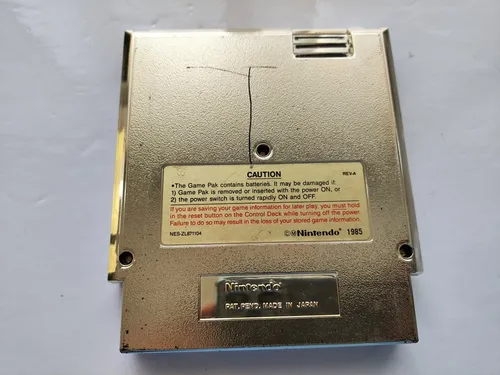 T
CAUTION
REV-A
•The Game Pak contains batteries. It may be damaged if:
1) Game Pak is removed or inserted with the power ON, or
2) the power switch is turned rapidly ON and OFF
If you are saving your game information for later play, you must hold
in the reset button on the Control Deck while turning off the power.
Failure to do so may result in the loss of your stored game information.
NES-ZL871104
©Ⓜ Nintendo® 1985
Nintendo®
PAT. PEND. MADE IN JAPAN